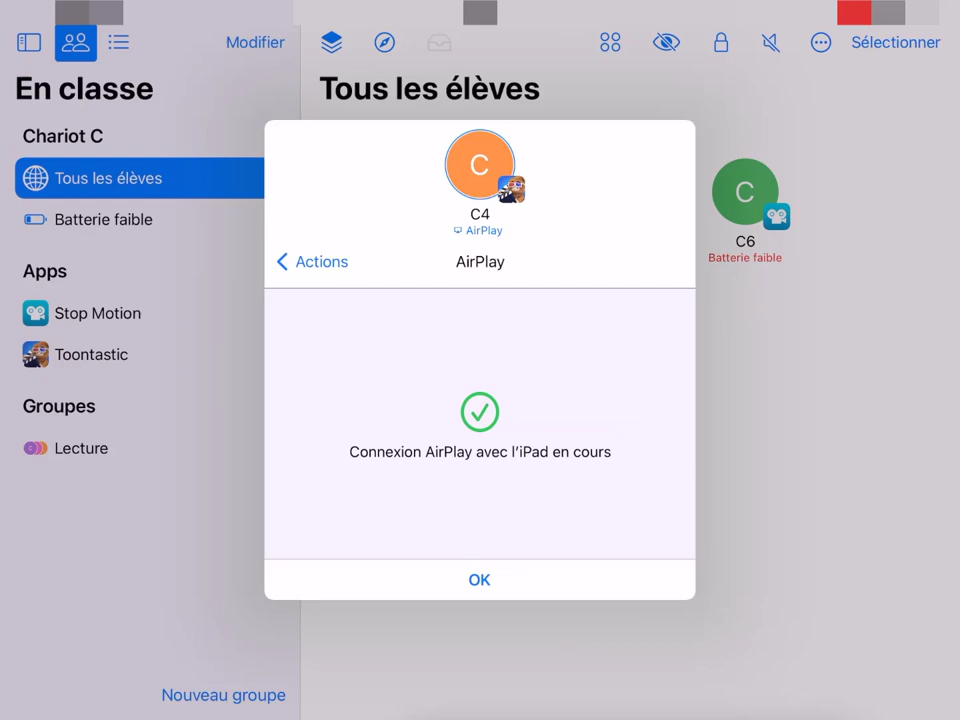 Modifier
Sélectionner
En classe
Tous les élèves
Chariot C
Tous les élèves
Batterie faible
Apps
Stop Motion
Toontastic
Groupes
Lecture
Nouveau groupe
C
C4
AirPlay
Actions
AirPlay
Connexion AirPlay avec l'iPad en cours
OK
C
C6
Batterie faible